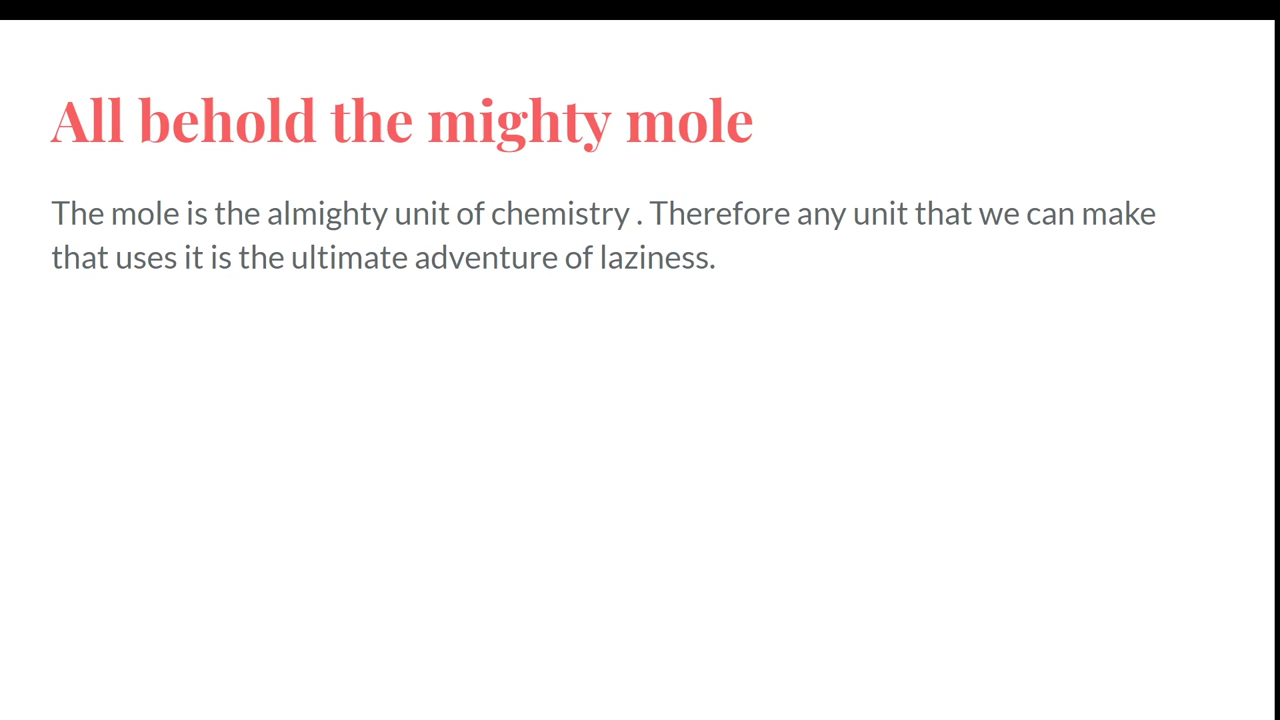 All behold the mighty mole
The mole is the almighty unit of chemistry . Therefore any unit that we can make
that uses it is the ultimate adventure of laziness.